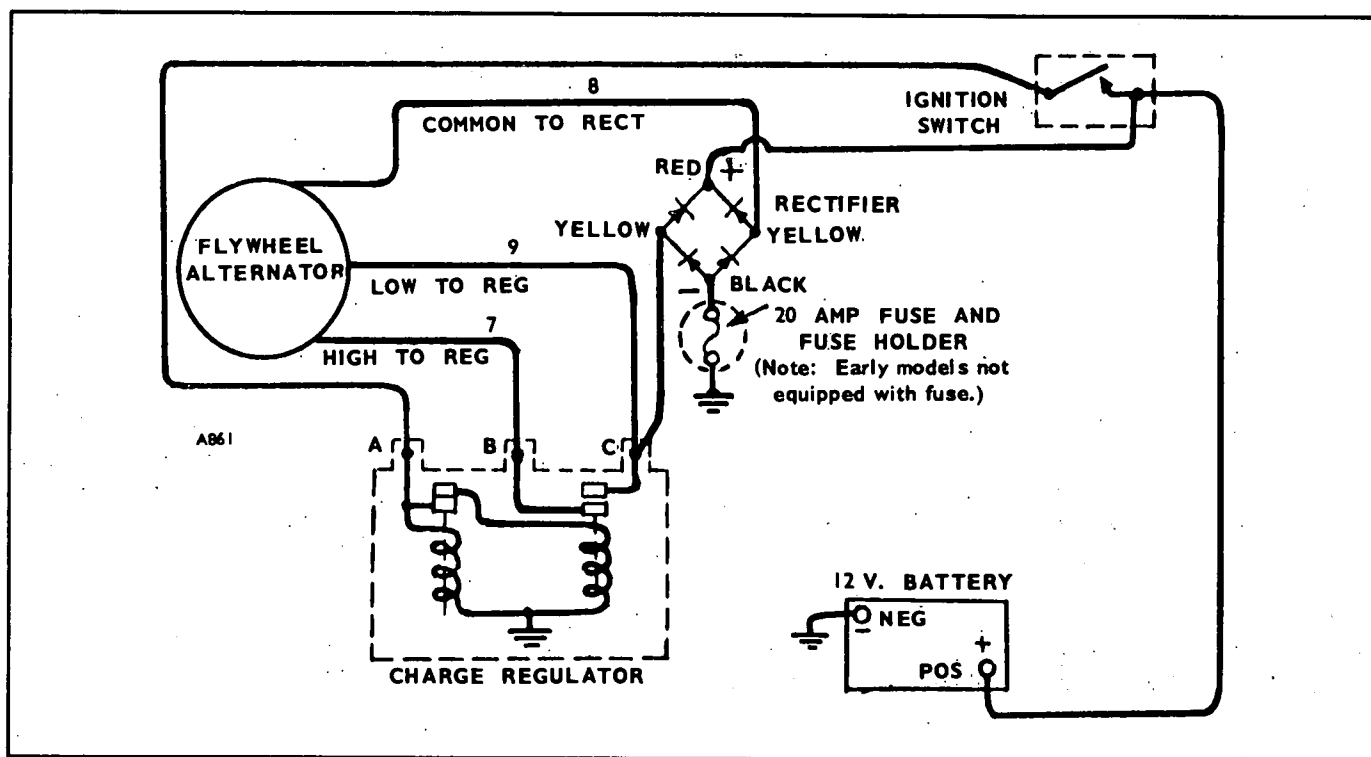 8
COMMON TO RECT
IGNITION
SWITCH
RED +
RECTIFIER
YELLOW
YELLOW.
FLYWHEEL
ALTERNATOR
9
LOW TO REG
− BLACK
20 AMP FUSE AND
FUSE HOLDER
(Note: Early models not
equipped with fuse.)
7
HIGH TO REG
A861
A B C
12 V. BATTERY
NEG
−
+
POS
CHARGE REGULATOR